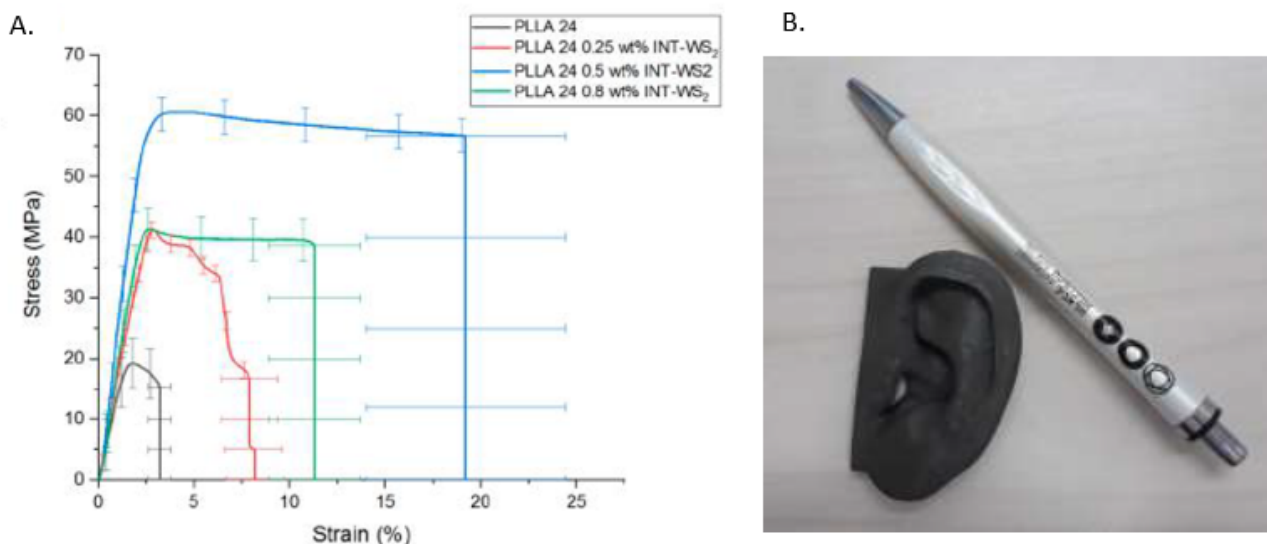 A.
B.
PLLA 24
PLLA 24 0.25 wt% INT-WS₂
PLLA 24 0.5 wt% INT-WS2
PLLA 24 0.8 wt% INT-WS₂
70
60
50
40
30
20
10
0
Stress (MPa)
0
5
10
15
20
25
Strain (%)